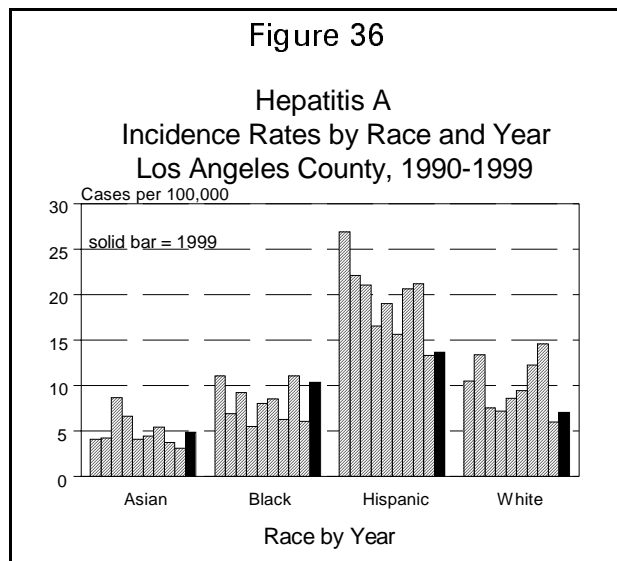 Figure 36
Hepatitis A
Incidence Rates by Race and Year
Los Angeles County, 1990-1999
Cases per 100,000
30
solid bar = 1999
25
20
15
10
5
0
Asian
Black
Hispanic
White
Race by Year